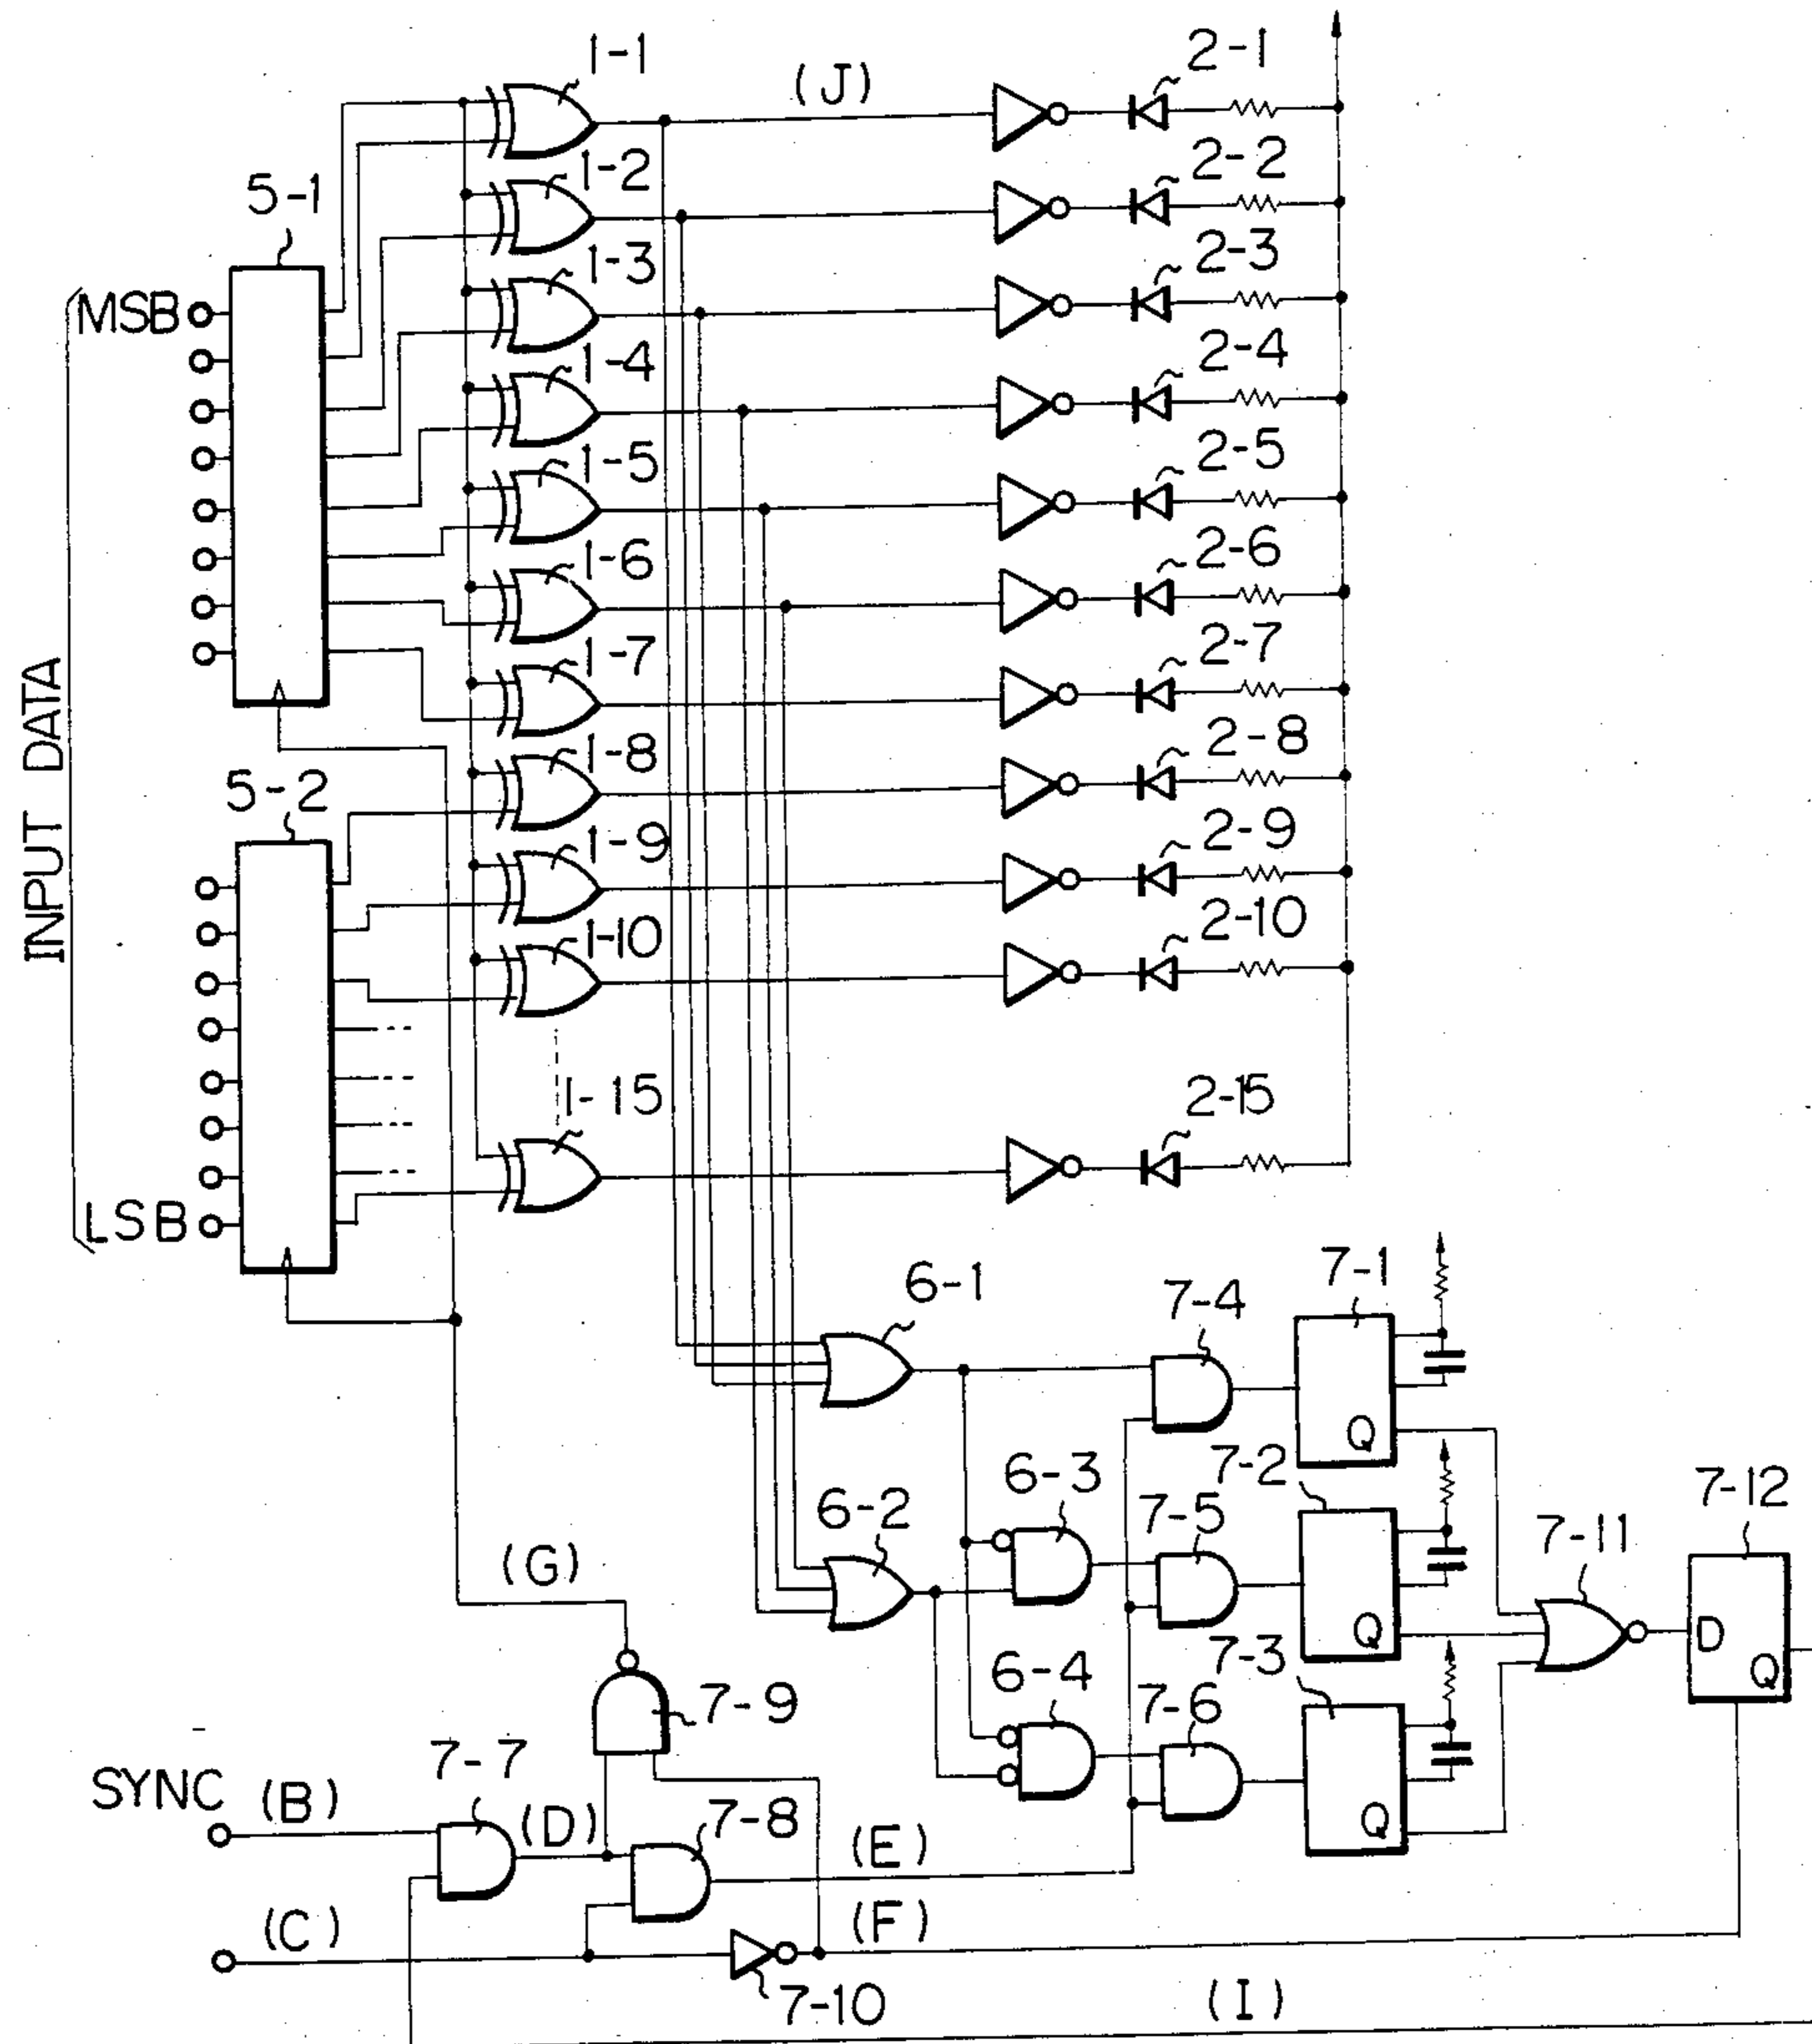 1-1
(J)
2-1
1-2
2-2
5-1
1-3
2-3
MSB
1-4
2-4
1-5
2-5
1-6
2-6
1-7
2-7
INPUT DATA
1-8
2-8
5-2
1-9
2-9
1-10
2-10
1-15
2-15
LSB
6-1
7-4
7-1
Q
6-3
7-2
6-2
7-5
7-12
7-11
(G)
Q
D
Q
6-4
7-3
7-6
7-9
7-7
SYNC
(B)
(D)
7-8
Q
(E)
(C)
(F)
7-10
(I)